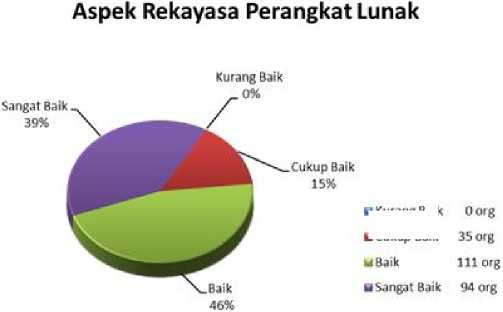 Aspek Rekayasa Perangkat Lunak
Kurang Baik
0%
Sangat Baik
39%
Cukup Baik
15%
Baik
46%
0 org
35 org
Baik 111 org
Sangat Baik 94 org